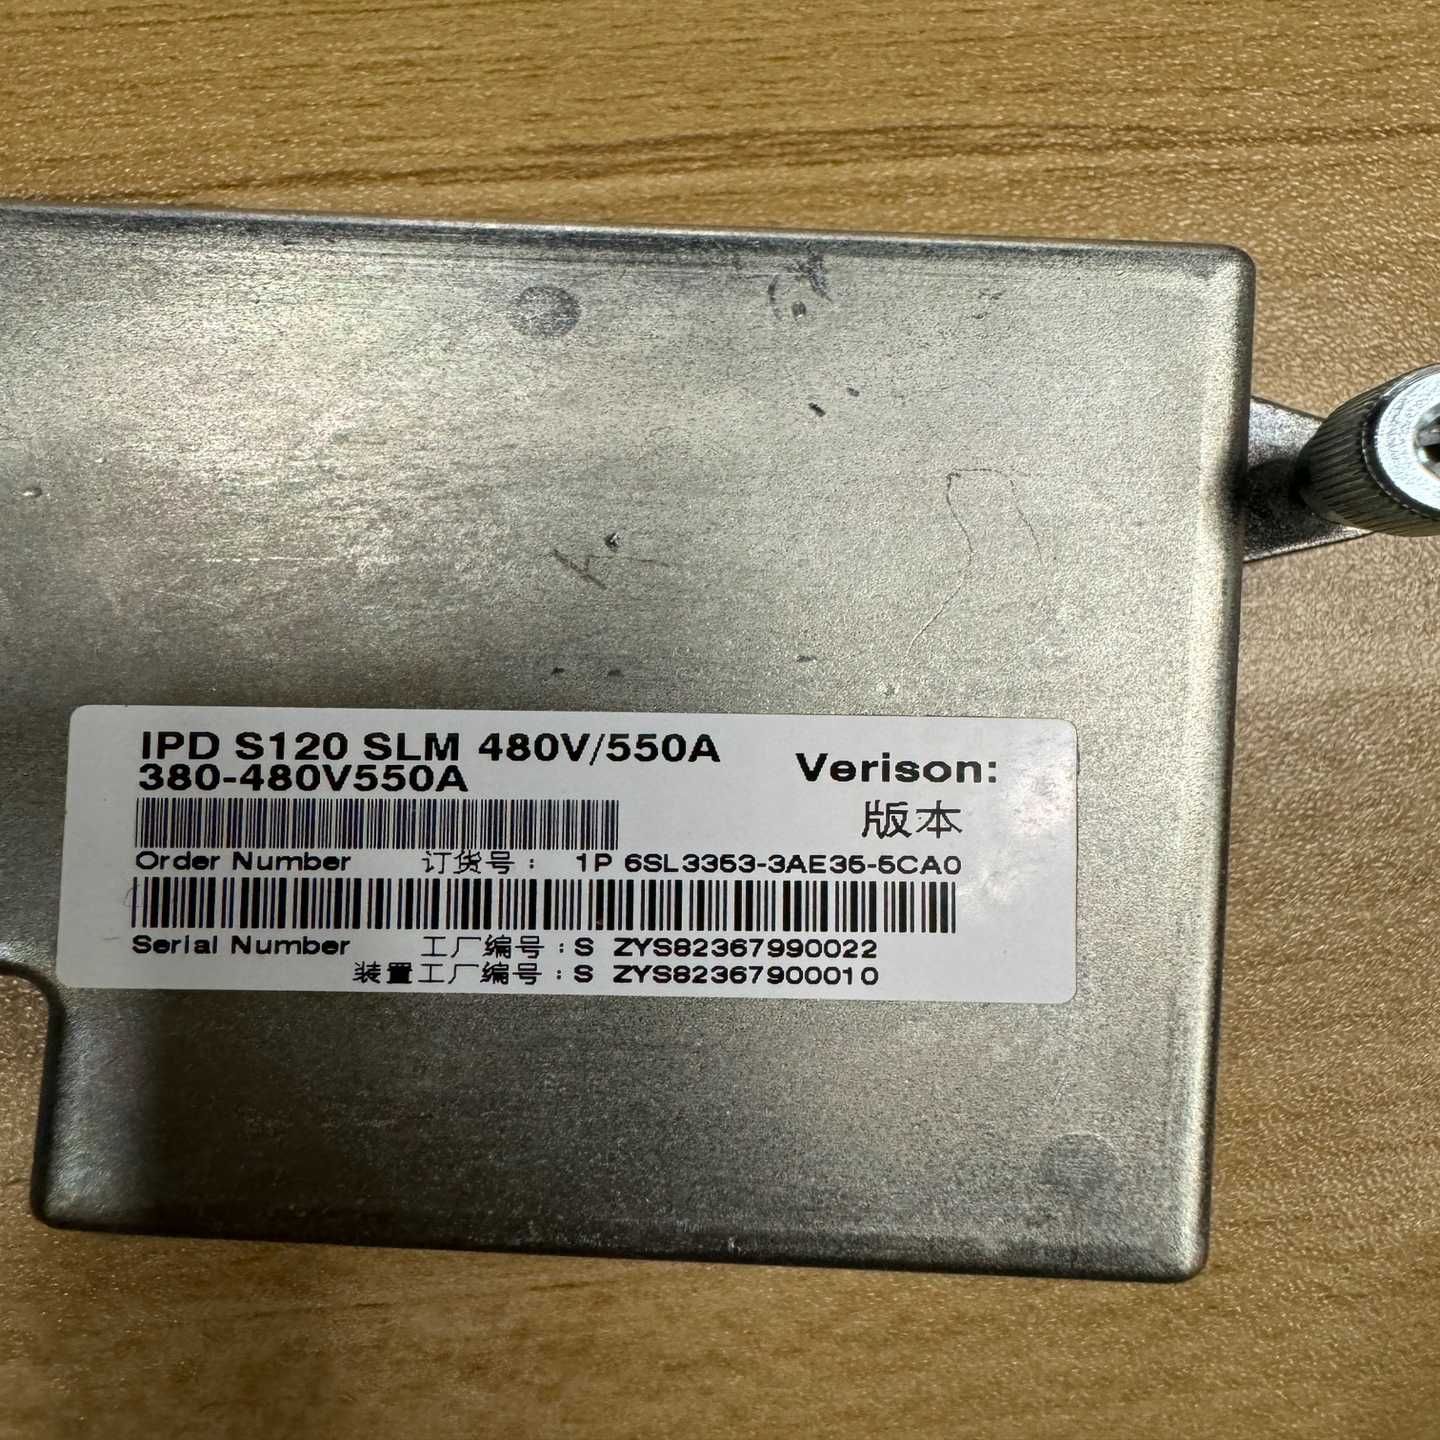 IPD S120 SLM 480V/550A
380-480V550A
Verison:
版本
Order Number 订货号： 1P 6SL3353-3AE35-5CA0
Serial Number 工厂编号：S ZYS82367990022
装置工厂编号：S ZYS82367900010